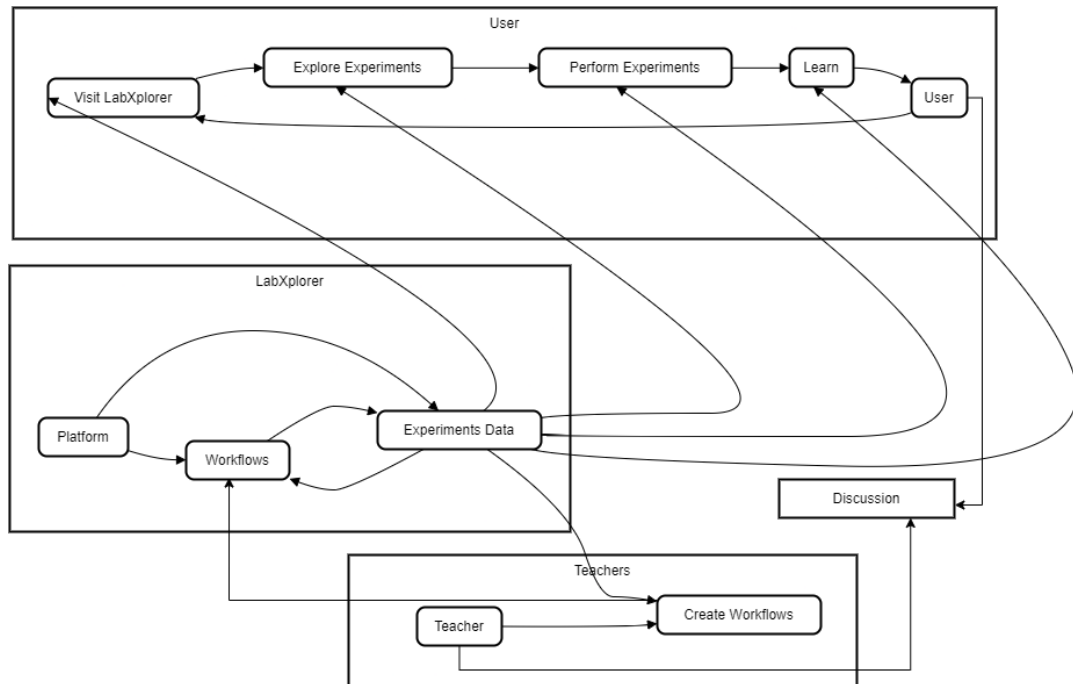 User
Explore Experiments
Perform Experiments
Learn
Visit LabXplorer
User
LabXplorer
Platform
Workflows
Experiments Data
Discussion
Teachers
Teacher
Create Workflows